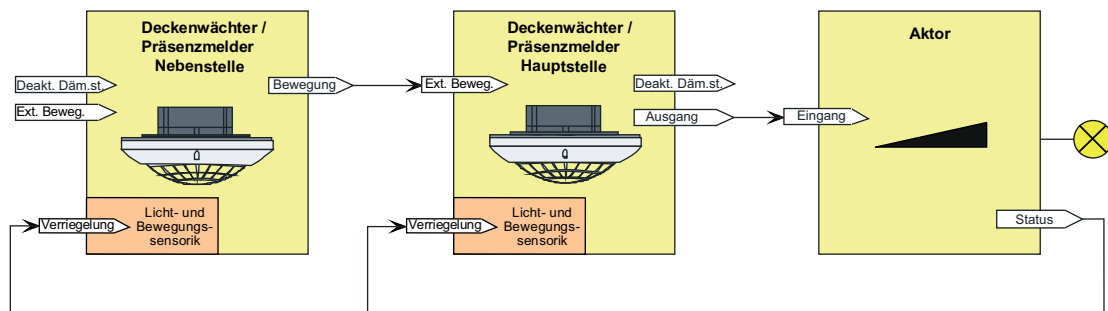 Deckenwächter /
Präsenzmelder
Nebenstelle
Deakt. Däm.st.
Ext. Beweg.
Bewegung
Verriegelung
Licht- und
Bewegungs-
sensorik
Deckenwächter /
Präsenzmelder
Hauptstelle
Ext. Beweg.
Deakt. Däm.st.
Ausgang
Verriegelung
Licht- und
Bewegungs-
sensorik
Aktor
Eingang
Status